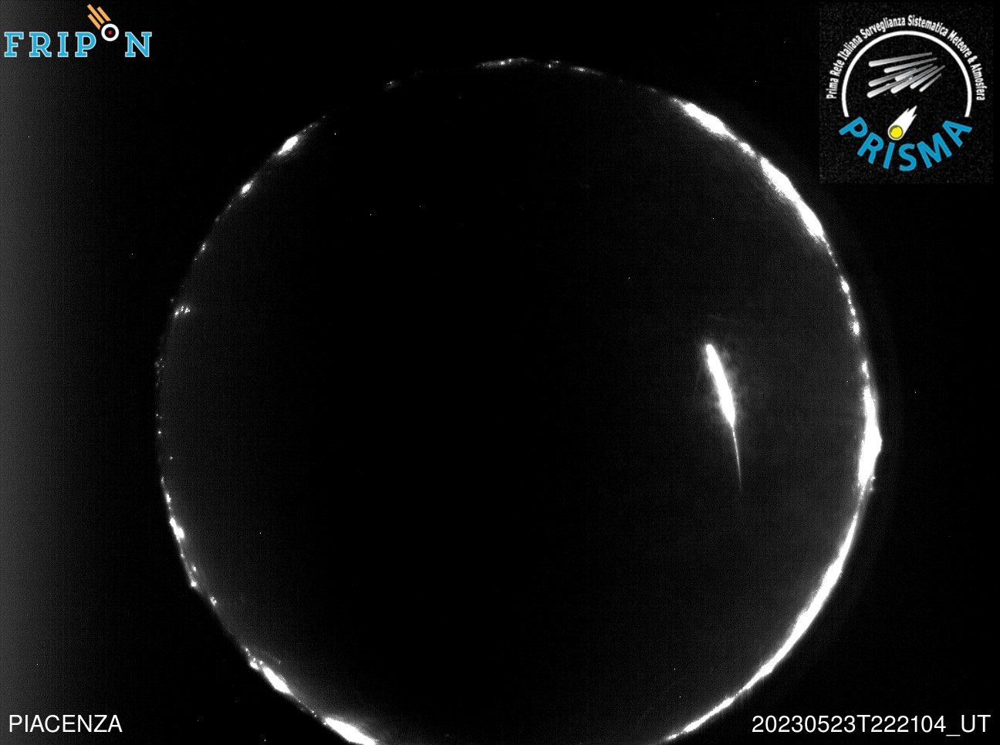 FRIPON
Prima Rete Italiana Sorveglianza Sistematica Meteore & Atmosfera
PRISMA
PIACENZA
20230523T222104_UT